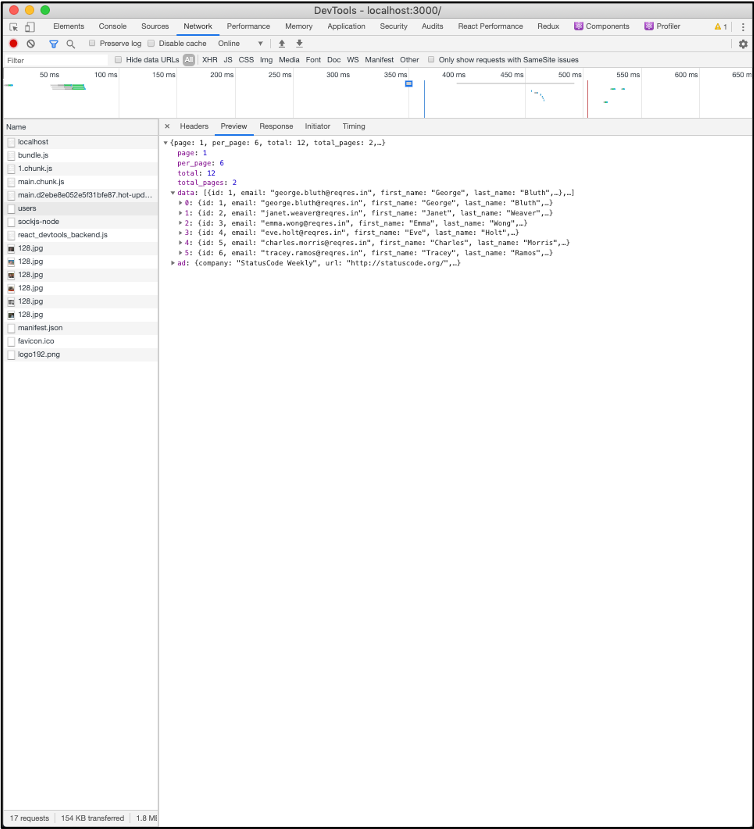 DevTools - localhost:3000/
Elements Console Sources Network Performance Memory Application Security Audits React Performance Redux Components Profiler 1
Preserve log Disable cache Online
Filter Hide data URLs All XHR JS CSS Img Media Font Doc WS Manifest Other Only show requests with SameSite issues
50 ms 100 ms 150 ms 200 ms 250 ms 300 ms 350 ms 400 ms 450 ms 500 ms 550 ms 600 ms 650 m
Name
localhost
bundle.js
1.chunk.js
main.chunk.js
main.d2ebe8e052e5f31bfe87.hot-upd...
users
sockjs-node
react_devtools_backend.js
128.jpg
128.jpg
128.jpg
128.jpg
128.jpg
128.jpg
manifest.json
favicon.ico
logo192.png
17 requests 154 KB transferred 1.8 ME
× Headers Preview Response Initiator Timing
{page: 1, per_page: 6, total: 12, total_pages: 2,…}
page: 1
per_page: 6
total: 12
total_pages: 2
data: [{id: 1, email: "george.bluth@reqres.in", first_name: "George", last_name: "Bluth",…},…]
0: {id: 1, email: "george.bluth@reqres.in", first_name: "George", last_name: "Bluth",…}
1: {id: 2, email: "janet.weaver@reqres.in", first_name: "Janet", last_name: "Weaver",…}
2: {id: 3, email: "emma.wong@reqres.in", first_name: "Emma", last_name: "Wong",…}
3: {id: 4, email: "eve.holt@reqres.in", first_name: "Eve", last_name: "Holt",…}
4: {id: 5, email: "charles.morris@reqres.in", first_name: "Charles", last_name: "Morris",…}
5: {id: 6, email: "tracey.ramos@reqres.in", first_name: "Tracey", last_name: "Ramos",…}
ad: {company: "StatusCode Weekly", url: "http://statuscode.org/",…}